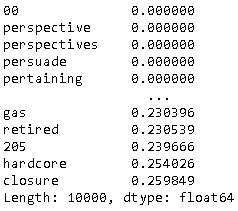 00 0.000000
perspective 0.000000
perspectives 0.000000
persuade 0.000000
pertaining 0.000000
...
gas 0.230396
retired 0.230539
205 0.239666
hardcore 0.254026
closure 0.259849
Length: 10000, dtype: float64